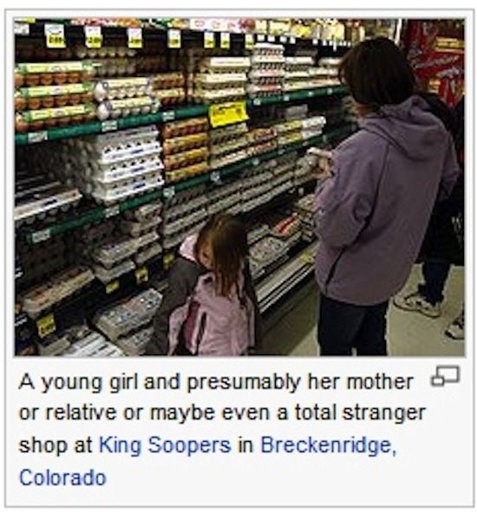 A young girl and presumably her mother
or relative or maybe even a total stranger
shop at King Soopers in Breckenridge,
Colorado